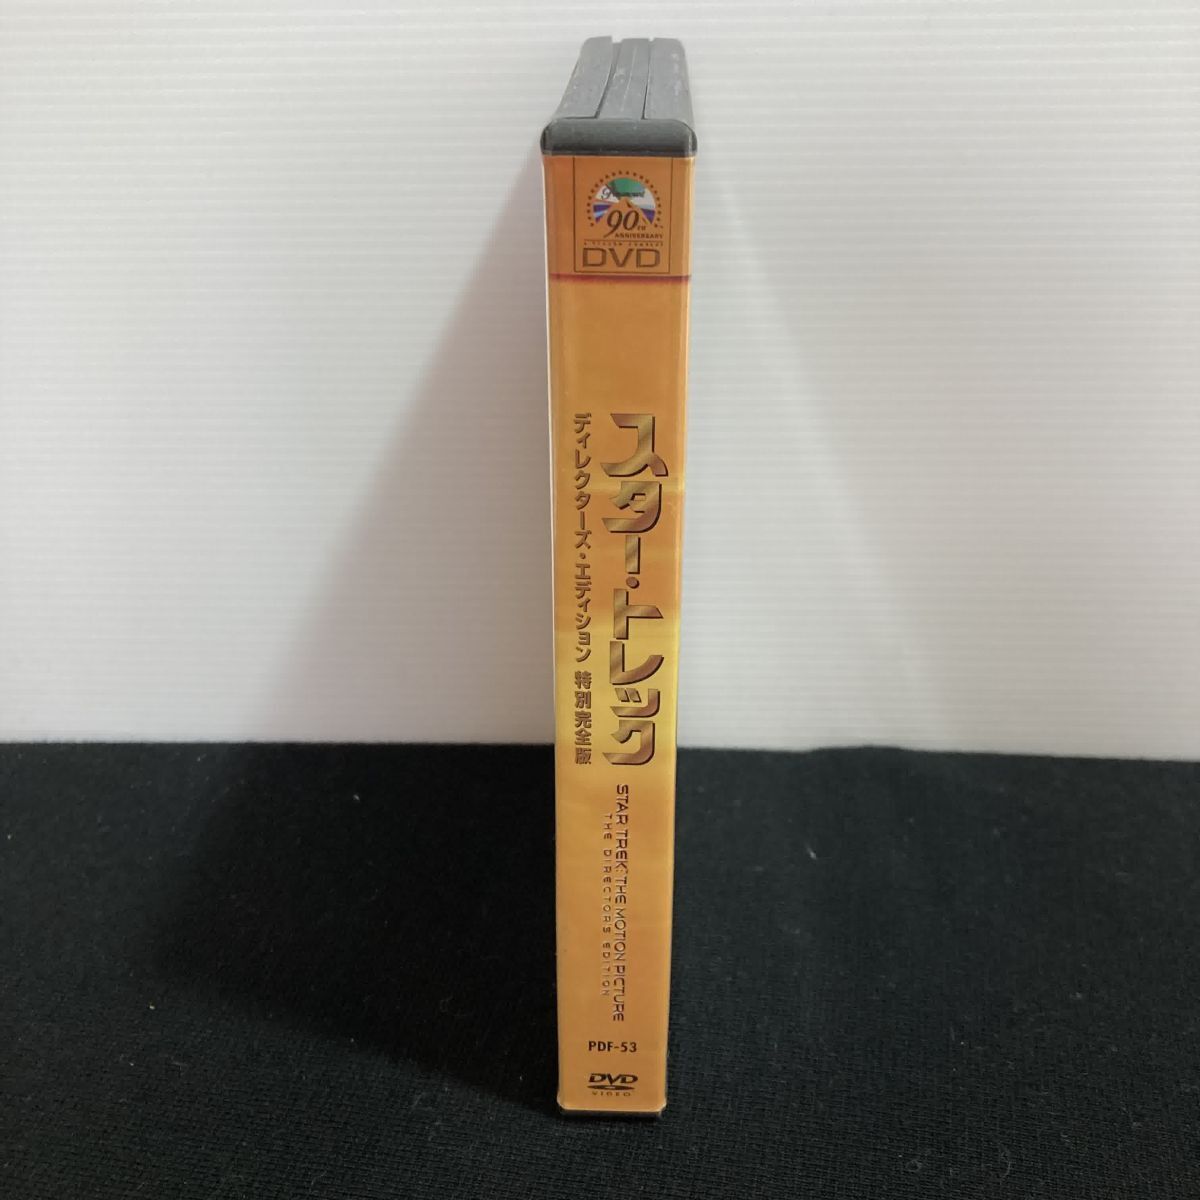 Paramount
90TH
ANNIVERSARY
A VIACOM COMPANY
DVD
スター・トレック
ディレクターズ・エディション 特別完全版
STAR TREK: THE MOTION PICTURE
THE DIRECTOR'S EDITION
PDF-53
DVD
VIDEO